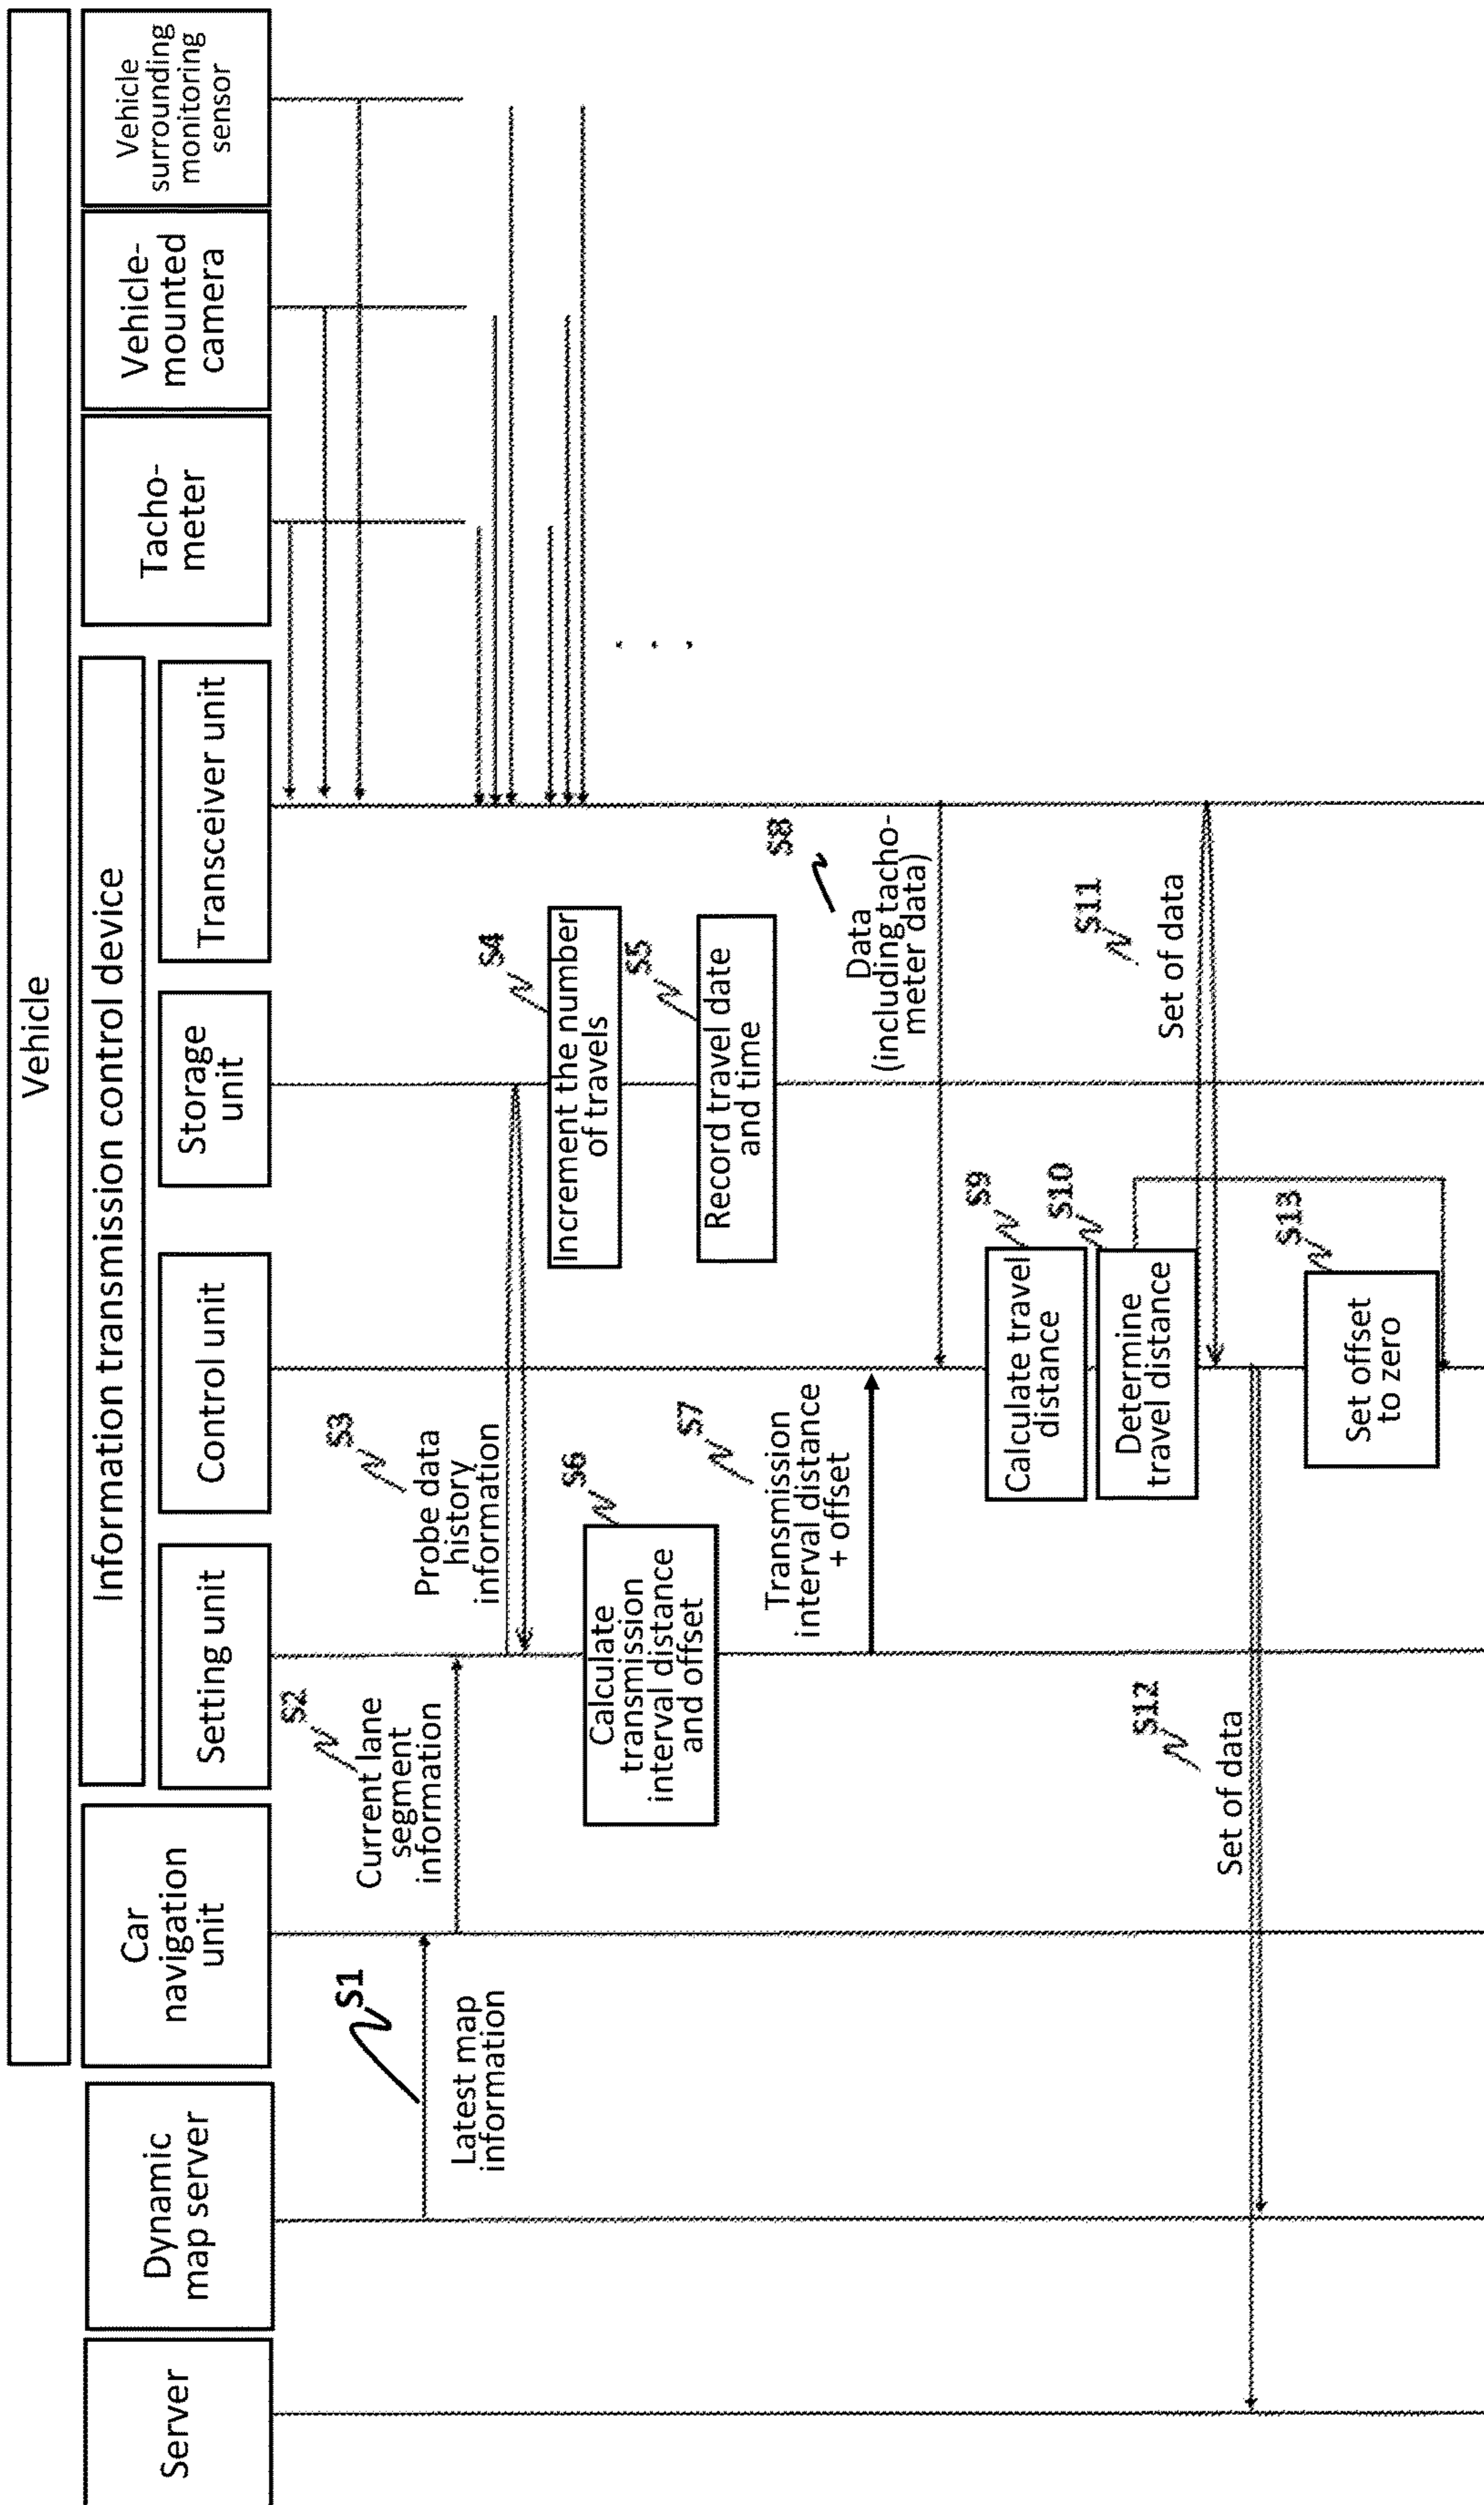 Vehicle
Information transmission control device
Server
Dynamic
map server
Car
navigation
unit
Setting unit
Control unit
Storage
unit
Transceiver unit
Tacho-
meter
Vehicle-
mounted
camera
Vehicle
surrounding
monitoring
sensor
S1
Latest map
information
S2
Current lane
segment
information
S3
Probe data
history
information
S4
Increment the number
of travels
S5
Record travel date
and time
S6
Calculate
transmission
interval distance
and offset
S7
Transmission
interval distance
+ offset
S8
Data
(including tacho-
meter data)
S9
Calculate travel
distance
S10
Determine
travel distance
S11
Set of data
S12
Set of data
S13
Set offset
to zero
. . .